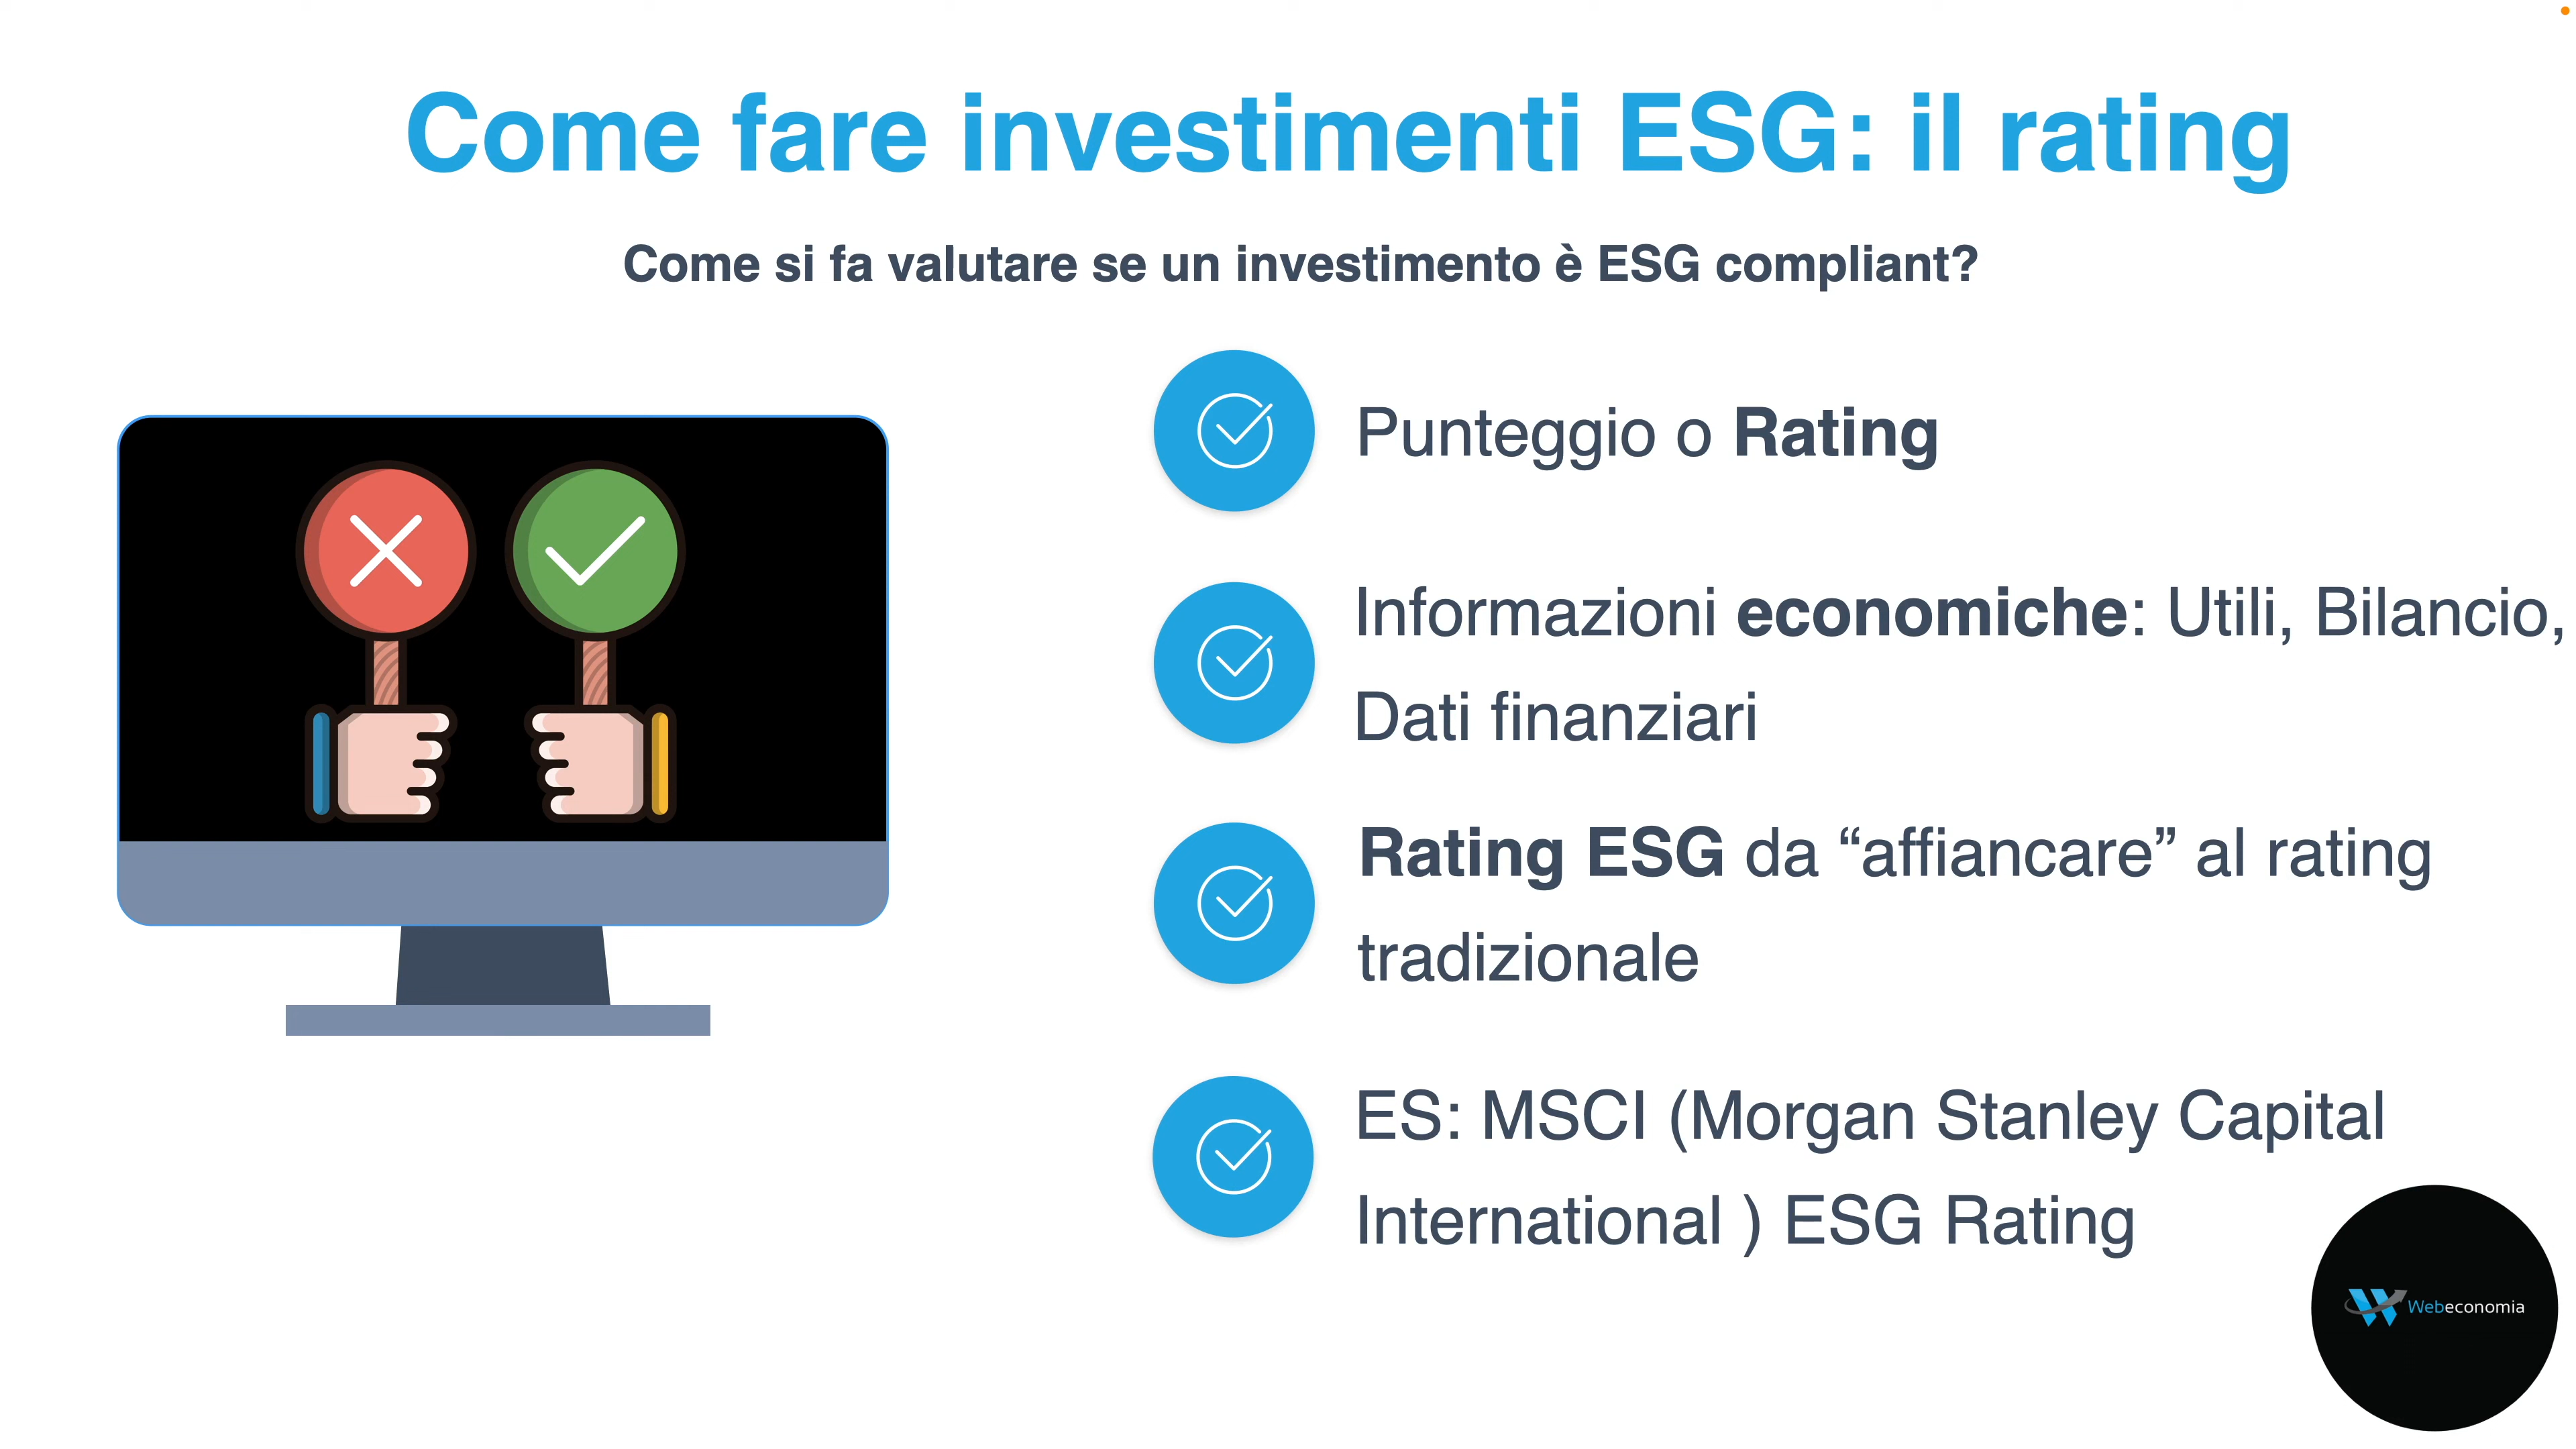 Come fare investimenti ESG: il rating
Come si fa valutare se un investimento è ESG compliant?
Punteggio o Rating
Informazioni economiche: Utili, Bilancio,
Dati finanziari
Rating ESG da “affiancare” al rating
tradizionale
ES: MSCI (Morgan Stanley Capital
International ) ESG Rating
Webeconomia